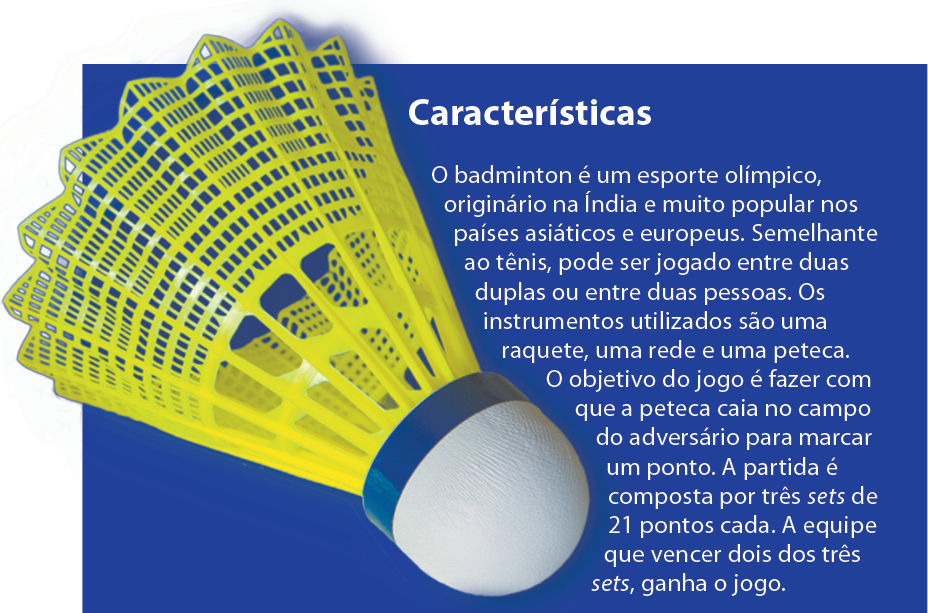 Características
O badminton é um esporte olímpico,
originário na Índia e muito popular nos
países asiáticos e europeus. Semelhante
ao tênis, pode ser jogado entre duas
duplas ou entre duas pessoas. Os
instrumentos utilizados são uma
raquete, uma rede e uma peteca.
O objetivo do jogo é fazer com
que a peteca caia no campo
do adversário para marcar
um ponto. A partida é
composta por três sets de
21 pontos cada. A equipe
que vencer dois dos três
sets, ganha o jogo.